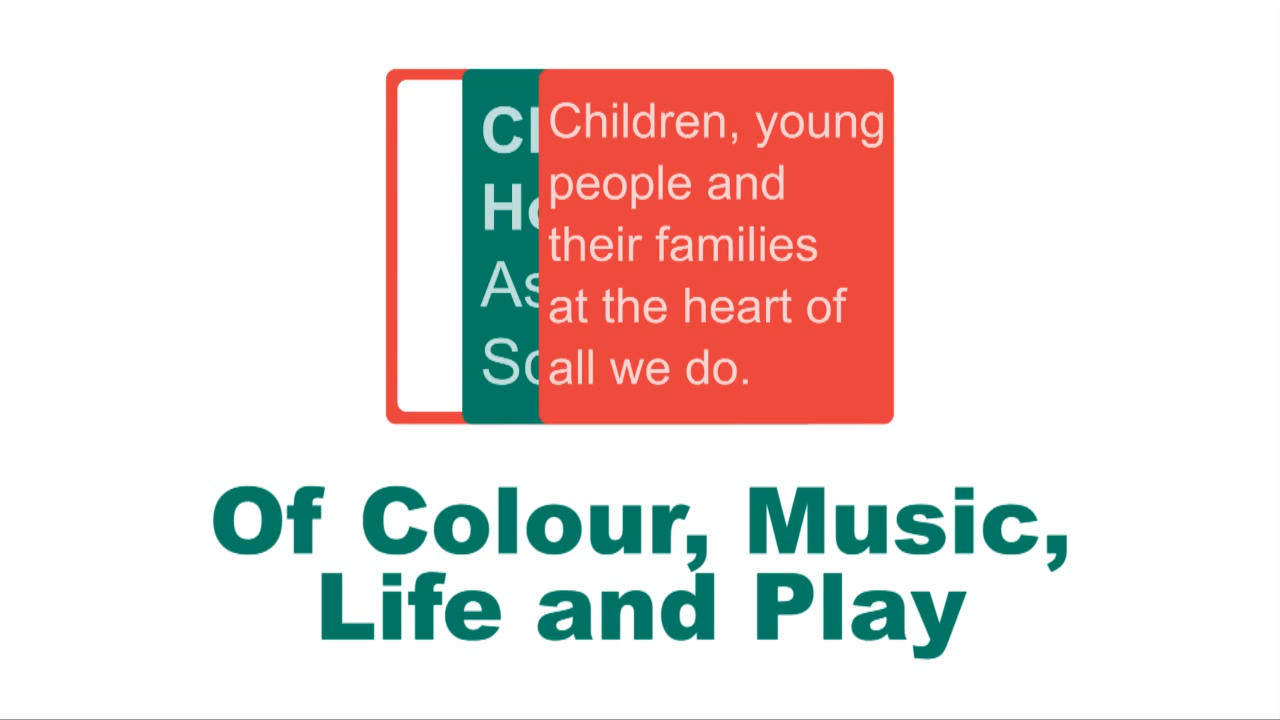 Children, young
people and
their families
at the heart of
all we do.
Of Colour, Music,
Life and Play